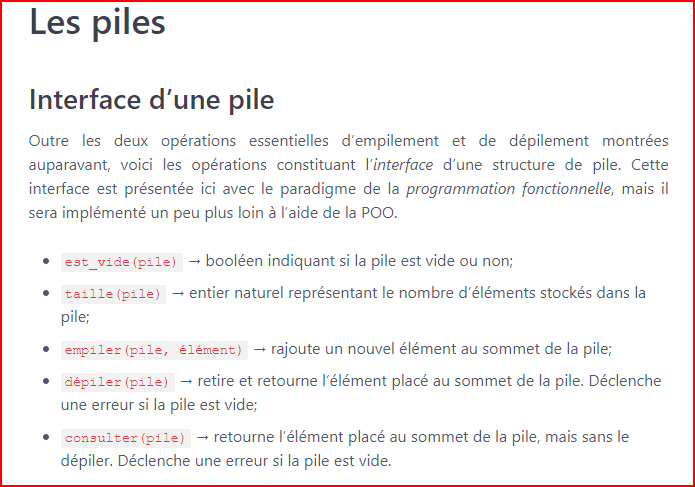 Les piles
Interface d’une pile
Outre les deux opérations essentielles d’empilement et de dépilement montrées
auparavant, voici les opérations constituant l’interface d’une structure de pile. Cette
interface est présentée ici avec le paradigme de la programmation fonctionnelle, mais il
sera implémenté un peu plus loin à l’aide de la POO.
• est_vide(pile) → booléen indiquant si la pile est vide ou non;
• taille(pile) → entier naturel représentant le nombre d’éléments stockés dans la
pile;
• empiler(pile, élément) → rajoute un nouvel élément au sommet de la pile;
• dépiler(pile) → retire et retourne l’élément placé au sommet de la pile. Déclenche
une erreur si la pile est vide;
• consulter(pile) → retourne l’élément placé au sommet de la pile, mais sans le
dépiler. Déclenche une erreur si la pile est vide.